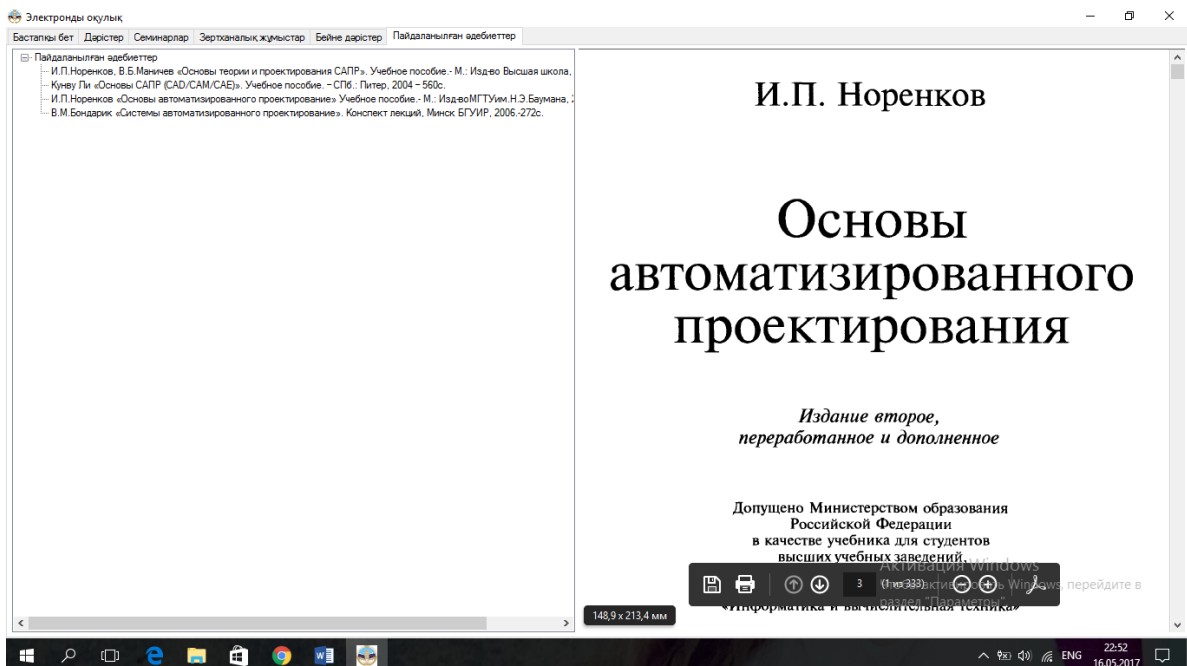 Электронды оқулық
Бастапқы бет Дәрістер Семинарлар Зертханалық жұмыстар Бейне дәрістер Пайдаланылған әдебиеттер
Пайдаланылған әдебиеттер
И.П.Норенков, В.Б.Маничев «Основы теории и проектирования САПР». Учебное пособие.- М.: Изд-во Высшая школа,
Кунву Ли «Основы САПР (CAD/CAM/CAE)». Учебное пособие. – СПб.: Питер, 2004 – 560с.
И.П.Норенков «Основы автоматизированного проектирование» Учебное пособие.- М.: Изд-воМГТУим.Н.Э.Баумана, 2
В.М.Бондарик «Системы автоматизированного проектирование». Конспект лекций, Минск БГУИР, 2006.-272с.
И.П. Норенков
Основы
автоматизированного
проектирования
Издание второе,
переработанное и дополненное
Допущено Министерством образования
Российской Федерации
в качестве учебника для студентов
высших учебных заведений,
Активация Windows
3 (1 из 333) Windows, перейдите в
раздел "Параметры".
«Информатика и вычислительная техника»
148,9 x 213,4 мм
ENG
22:52
16.05.2017